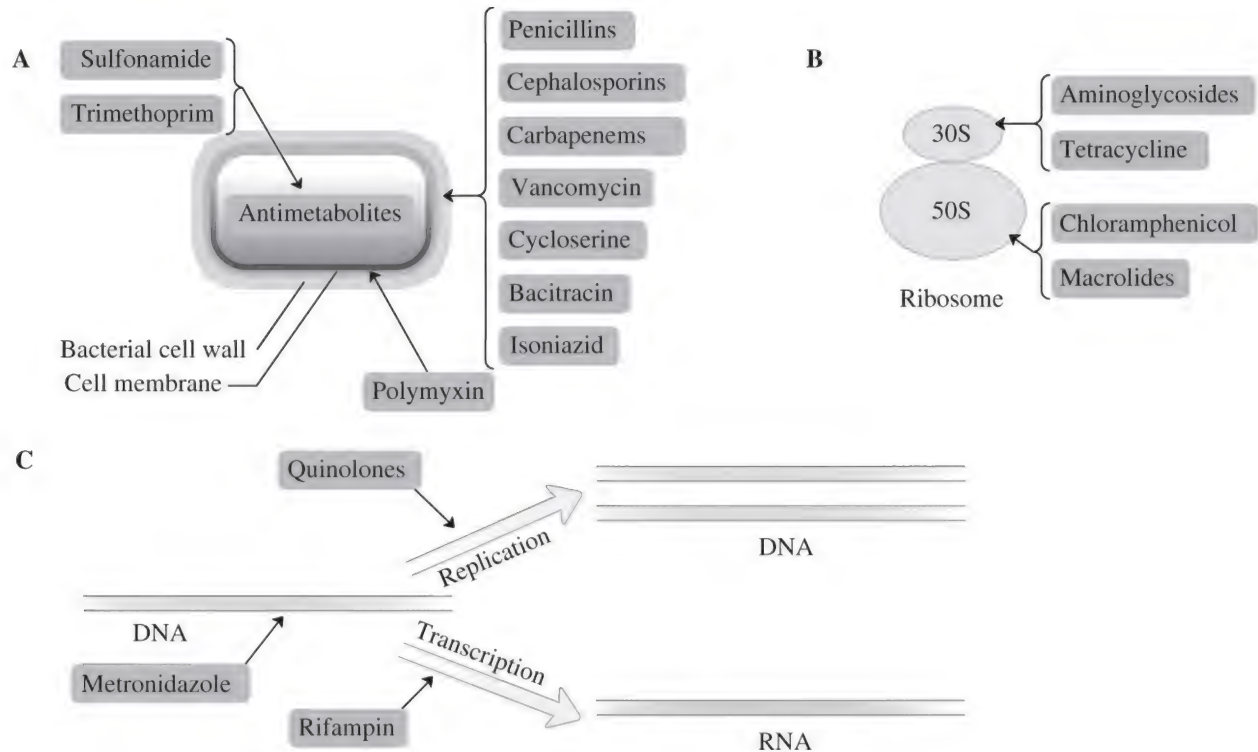 A
Sulfonamide
Trimethoprim
Antimetabolites
Bacterial cell wall
Cell membrane
Polymyxin
Penicillins
Cephalosporins
Carbapenems
Vancomycin
Cycloserine
Bacitracin
Isoniazid
B
30S
50S
Ribosome
Aminoglycosides
Tetracycline
Chloramphenicol
Macrolides
C
Quinolones
Replication
DNA
DNA
Metronidazole
Transcription
Rifampin
RNA